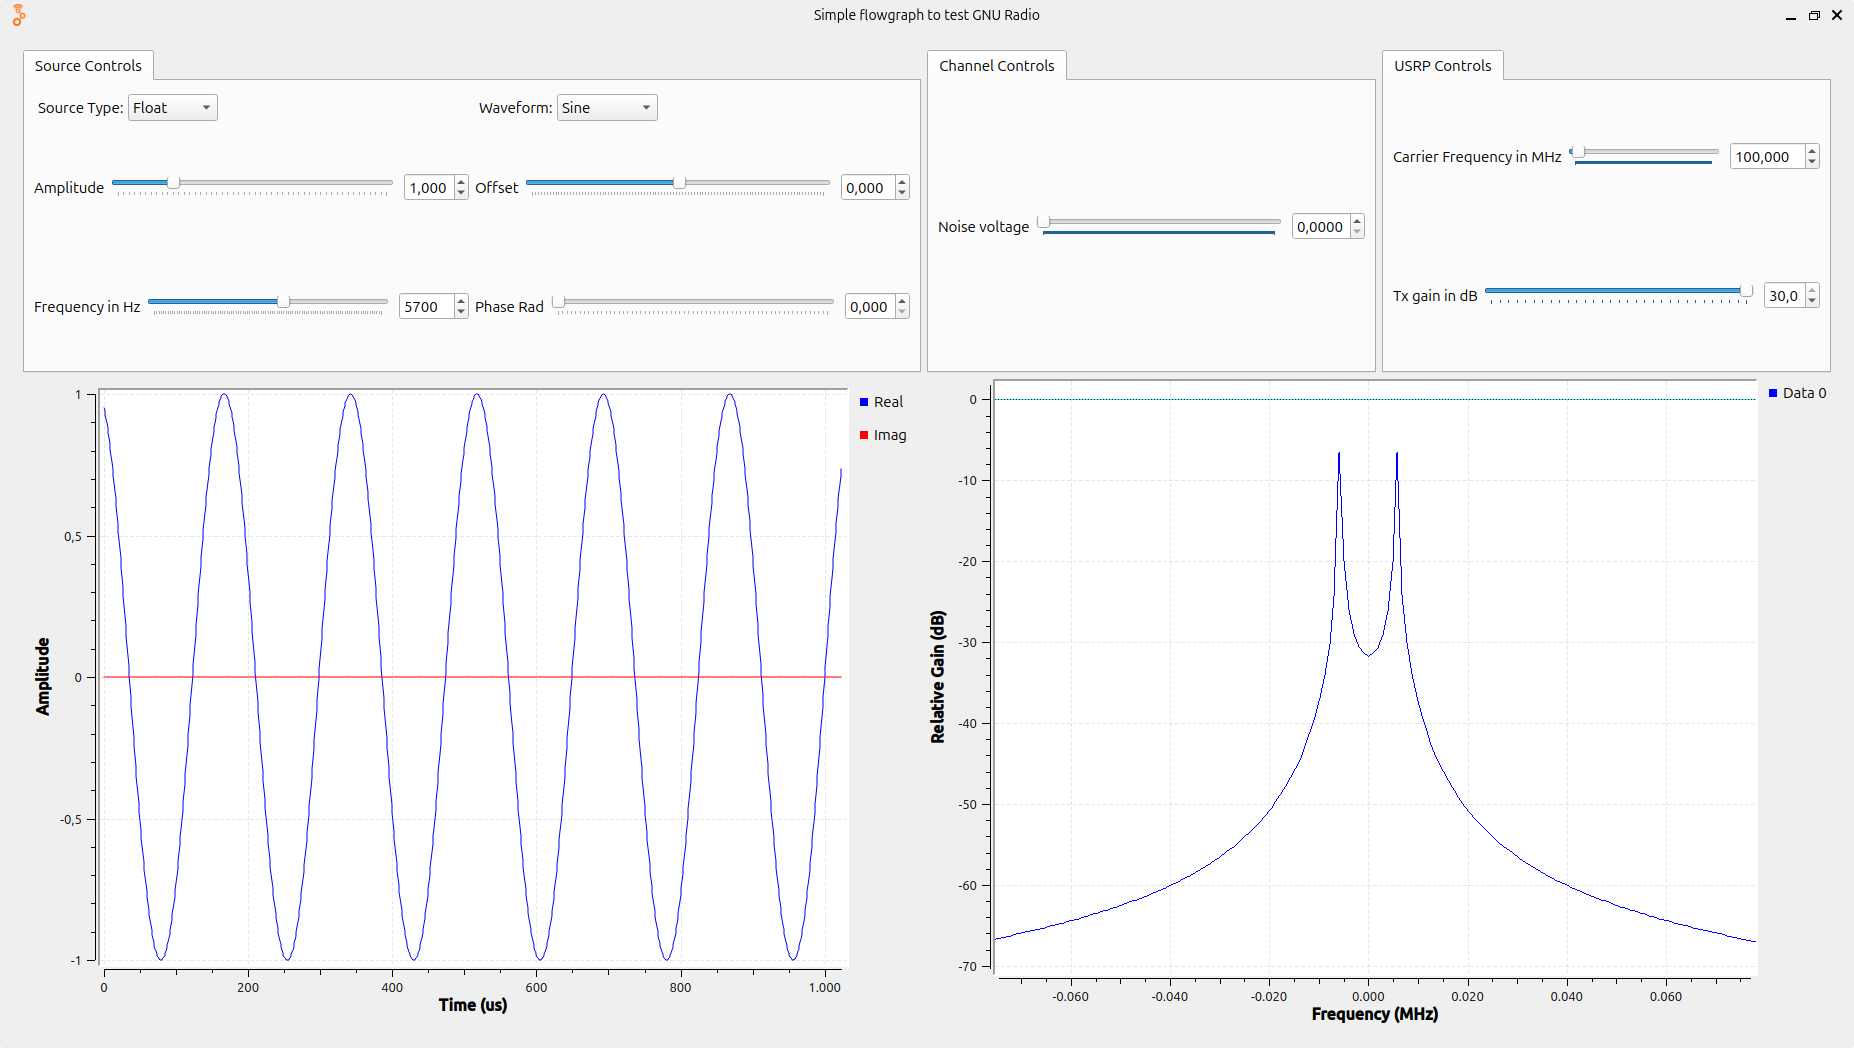 Simple flowgraph to test GNU Radio
Source Controls
Source Type: Float
Waveform: Sine
Amplitude 1,000
Offset 0,000
Frequency in Hz 5700
Phase Rad 0,000
Channel Controls
Noise voltage 0,0000
USRP Controls
Carrier Frequency in MHz 100,000
Tx gain in dB 30,0
1
0,5
0
-0,5
-1
Amplitude
0 200 400 600 800 1.000
Time (us)
Real
Imag
0
-10
-20
-30
-40
-50
-60
-70
Relative Gain (dB)
-0.060 -0.040 -0.020 0.000 0.020 0.040 0.060
Frequency (MHz)
Data 0